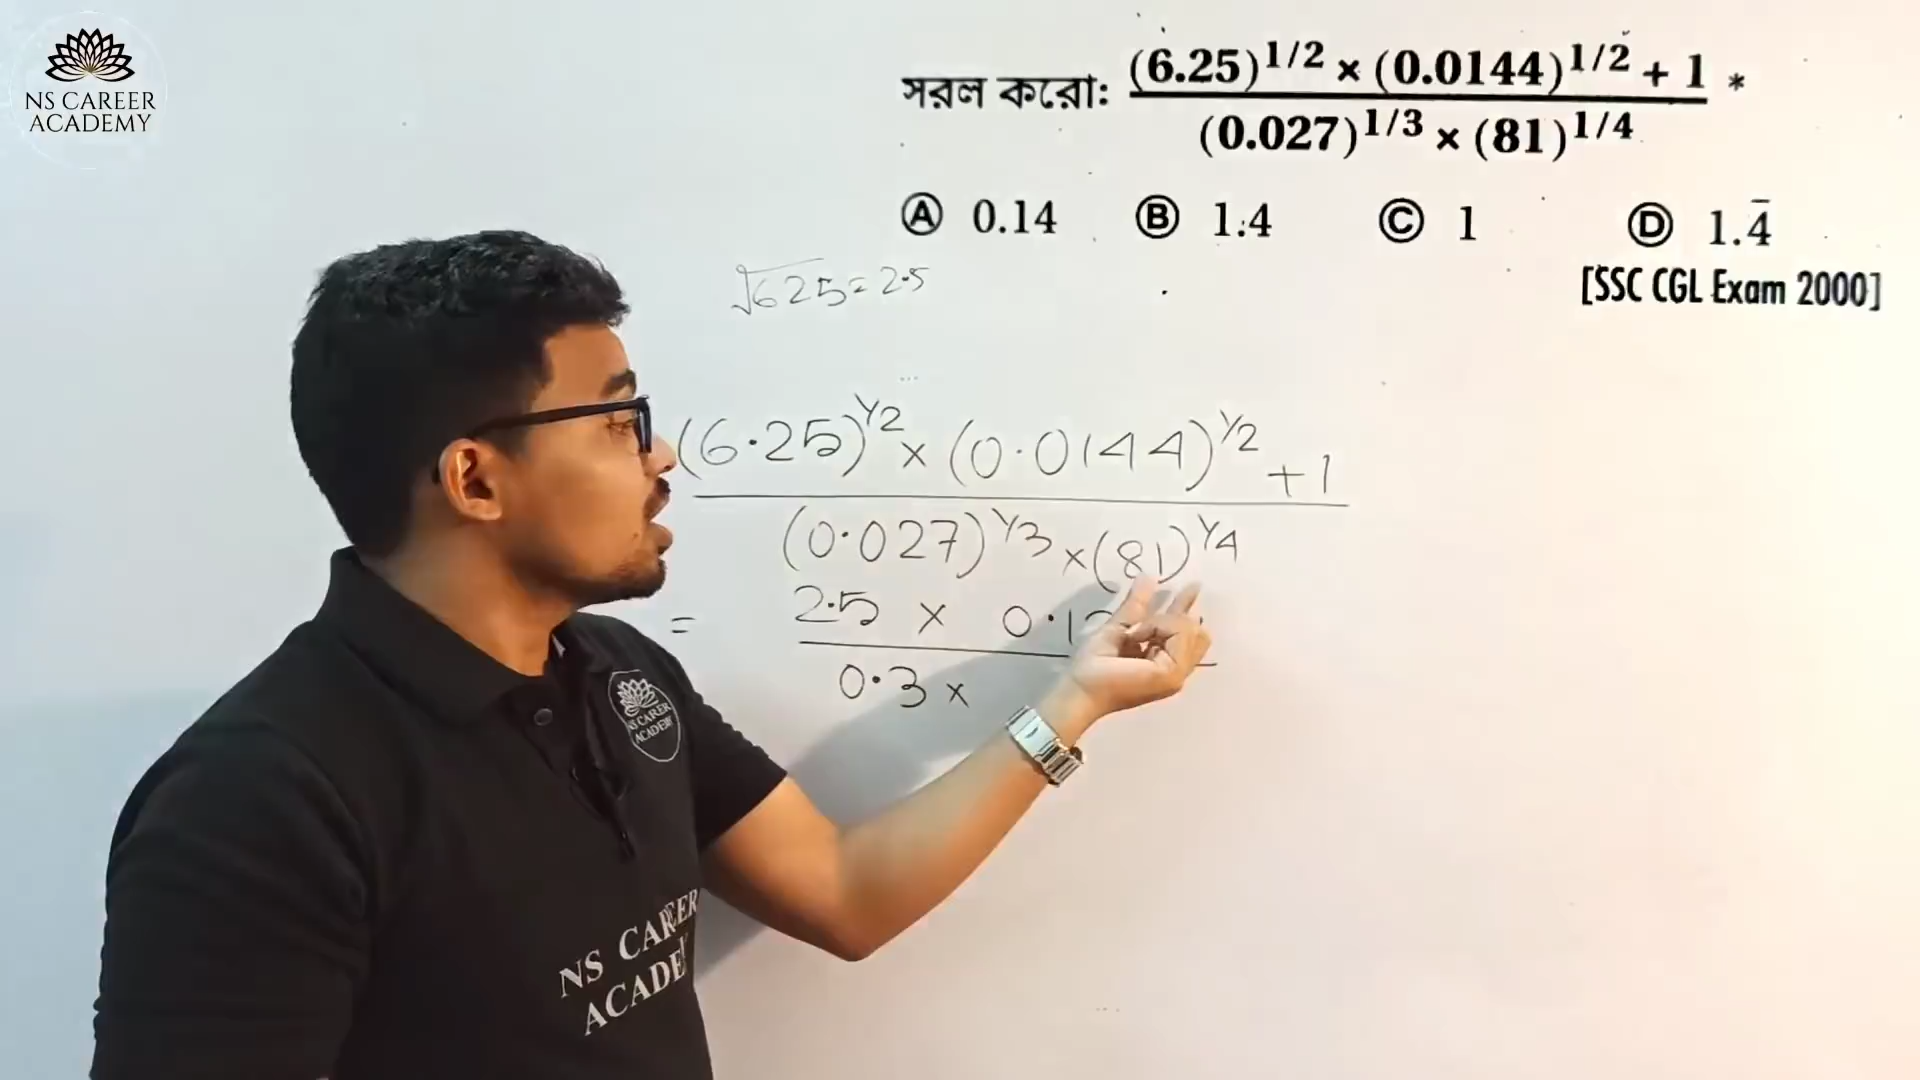 NS CAREER
ACADEMY
সরল করো: (6.25)^1/2 × (0.0144)^1/2 + 1 *
(0.027)^1/3 × (81)^1/4
Ⓐ 0.14 Ⓑ 1.4 Ⓒ 1 Ⓓ 1.4̄
[SSC CGL Exam 2000]
√625 = 2.5
(6.25)^1/2 × (0.0144)^1/2 + 1
(0.027)^1/3 × (81)^1/4
= 2.5 × 0.12
0.3 ×
NS CAREER
ACADEMY
NS CAREER